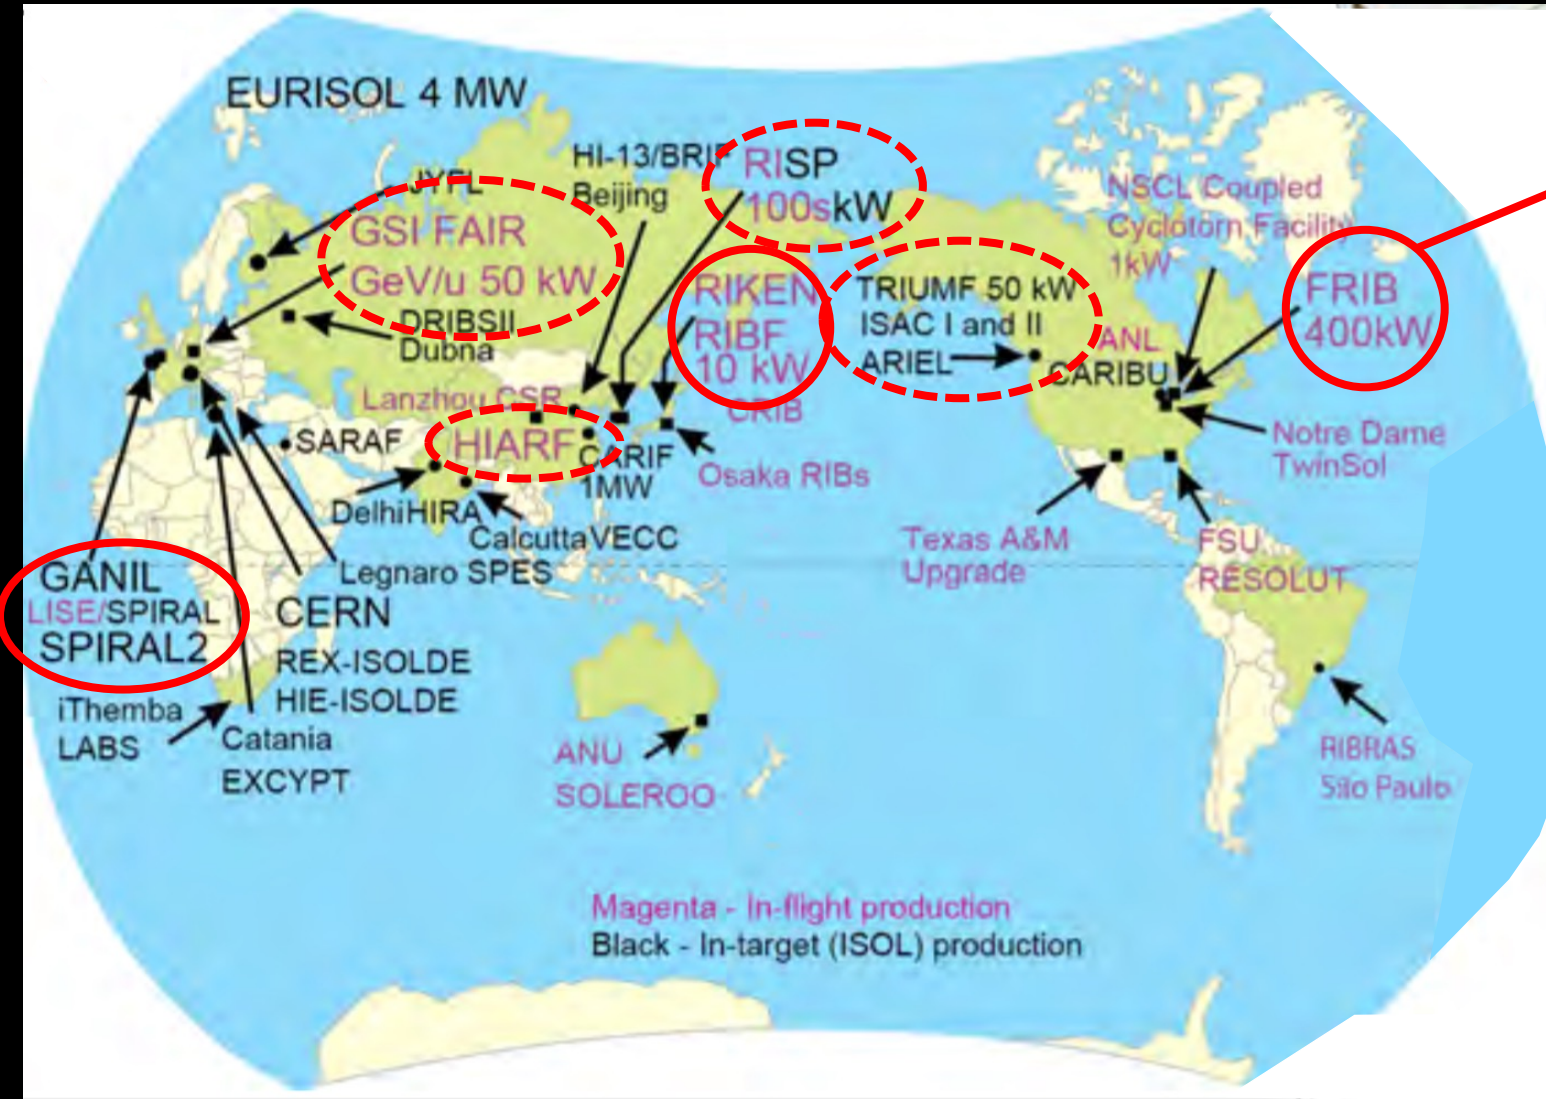 EURISOL 4 MW
JYFL
GSI FAIR
GeV/u 50 kW
DRIBSII
Dubna
HI-13/BRIF
Beijing
RISP
100skW
RIKEN
RIBF
10 kW
CRIB
TRIUMF 50 kW
ISAC I and II
ARIEL
NSCL Coupled
Cyclotorn Facility
1kW
FRIB
400kW
ANL
CARIBU
Notre Dame
TwinSol
Lanzhou CSR
HIARF
CARIF
1MW
Osaka RIBs
SARAF
DelhiHIRA
CalcuttaVECC
Legnaro SPES
Texas A&M
Upgrade
FSU
RESOLUT
GANIL
LISE/SPIRAL
SPIRAL2
CERN
REX-ISOLDE
HIE-ISOLDE
iThemba
LABS
Catania
EXCYPT
ANU
SOLEROO
RIBRAS
São Paulo
Magenta - In-flight production
Black - In-target (ISOL) production